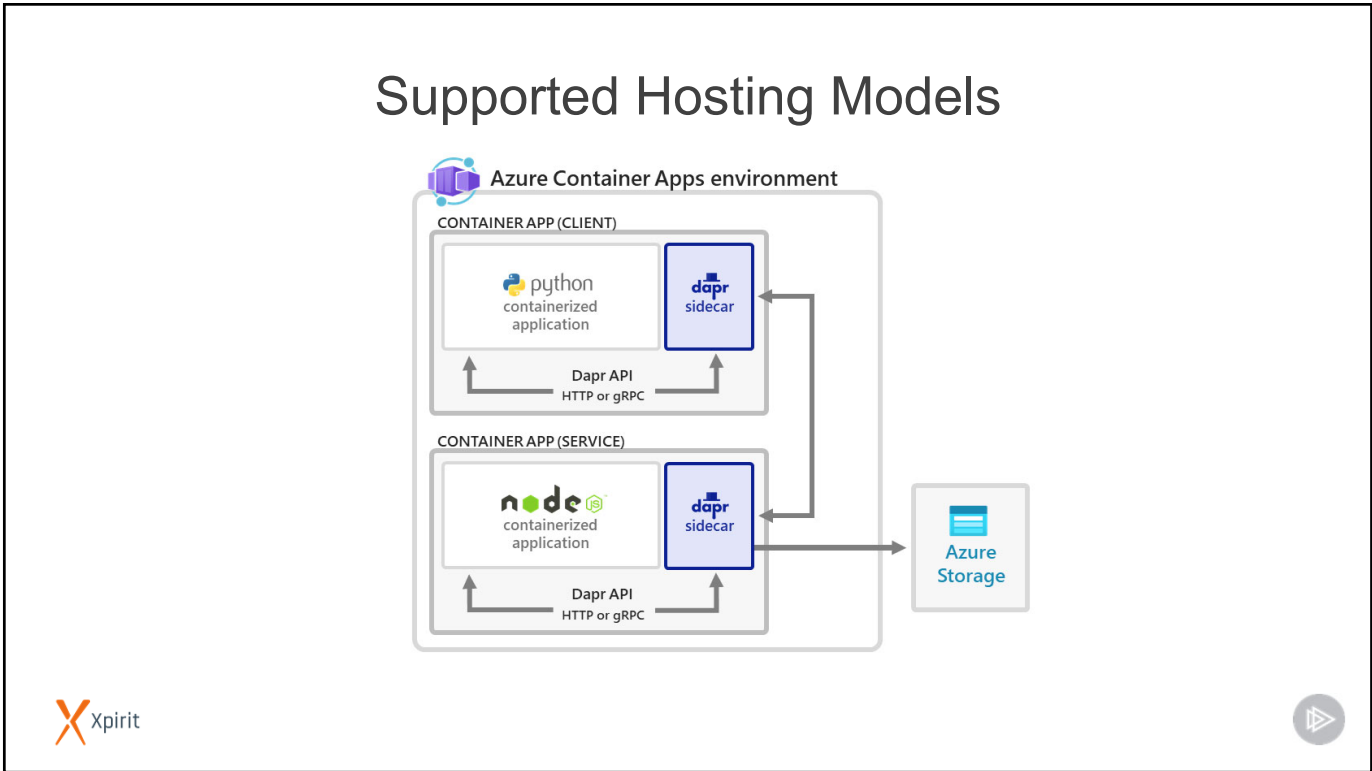 Supported Hosting Models
Azure Container Apps environment
CONTAINER APP (CLIENT)
python
containerized
application
dapr
sidecar
Dapr API
HTTP or gRPC
CONTAINER APP (SERVICE)
node JS
containerized
application
dapr
sidecar
Dapr API
HTTP or gRPC
Azure
Storage
Xpirit